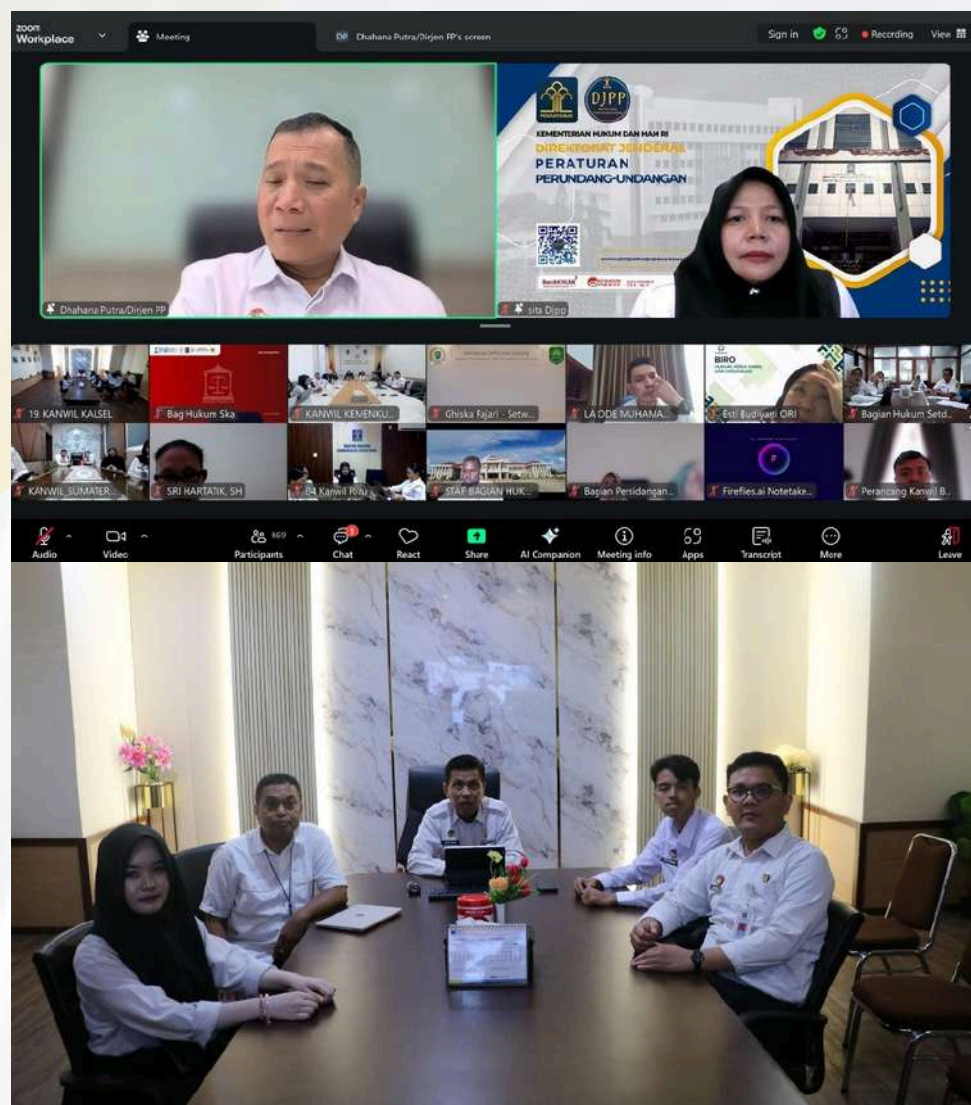 zoom
Workplace
Meeting
DP Dhahana Putra/Dirjen PP's screen
Sign in
Recording
View
DJPP
KEMENTERIAN HUKUM DAN HAM RI
DIREKTORAT JENDERAL
PERATURAN
PERUNDANG-UNDANGAN
Dhahana Putra/Dirjen PP
sita Djpp
BIRO
19. KANWIL KALSEL
Bag Hukum Ska
KANWIL KEMENKU...
Ghiska Fajari - Setw...
LA ODE MUHAMA...
Esti Budiyati ORI
Bagian Hukum Setd...
KANWIL_SUMATER...
SRI HARTATIK, SH
04 Kanwil Riau
STAF BAGIAN HUK...
Bagian Persidangan...
Fireflies.ai Notetake...
Perancang Kanwil B...
869
1
Audio
Video
Participants
Chat
React
Share
AI Companion
Meeting info
Apps
Transcript
More
Leave